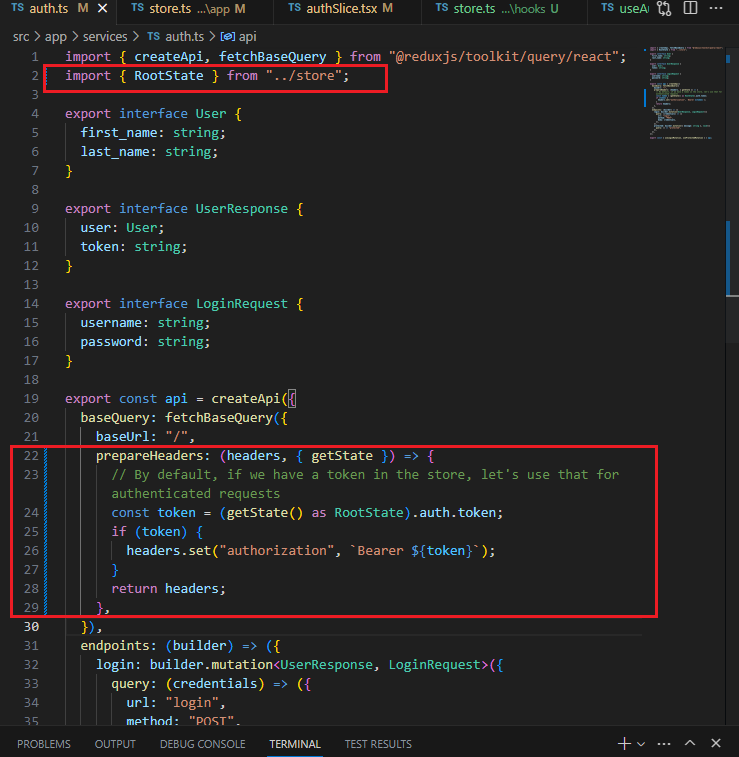 TS auth.ts M ×
TS store.ts ...\app M
TS authSlice.tsx M
TS store.ts ...\hooks U
TS useAu
src > app > services > TS auth.ts > api
1 import { createApi, fetchBaseQuery } from "@reduxjs/toolkit/query/react";
2 import { RootState } from "../store";
3
4 export interface User {
5 first_name: string;
6 last_name: string;
7 }
8
9 export interface UserResponse {
10 user: User;
11 token: string;
12 }
13
14 export interface LoginRequest {
15 username: string;
16 password: string;
17 }
18
19 export const api = createApi({
20 baseQuery: fetchBaseQuery({
21 baseUrl: "/",
22 prepareHeaders: (headers, { getState }) => {
23 // By default, if we have a token in the store, let's use that for
authenticated requests
24 const token = (getState() as RootState).auth.token;
25 if (token) {
26 headers.set("authorization", `Bearer ${token}`);
27 }
28 return headers;
29 },
30 }),
31 endpoints: (builder) => ({
32 login: builder.mutation<UserResponse, LoginRequest>({
33 query: (credentials) => ({
34 url: "login",
35 method: "POST",
PROBLEMS OUTPUT DEBUG CONSOLE TERMINAL TEST RESULTS